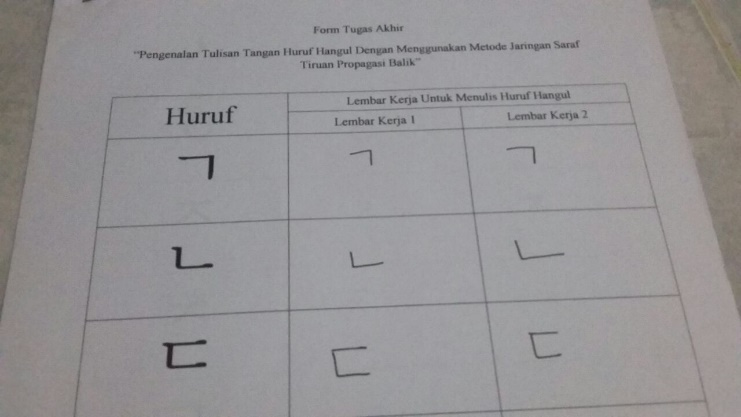 Form Tugas Akhir
"Pengenalan Tulisan Tangan Huruf Hangul Dengan Menggunakan Metode Jaringan Saraf
Tiruan Propagasi Balik"
Huruf
Lembar Kerja Untuk Menulis Huruf Hangul
Lembar Kerja 1 Lembar Kerja 2
ㄱ ㄱ ㄱ
ㄴ ㄴ ㄴ
ㄷ ㄷ ㄷ